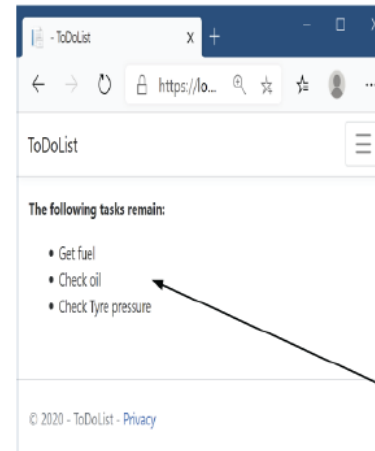 - ToDoList
https://lo...
ToDoList
The following tasks remain:
• Get fuel
• Check oil
• Check Tyre pressure
© 2020 - ToDoList - Privacy